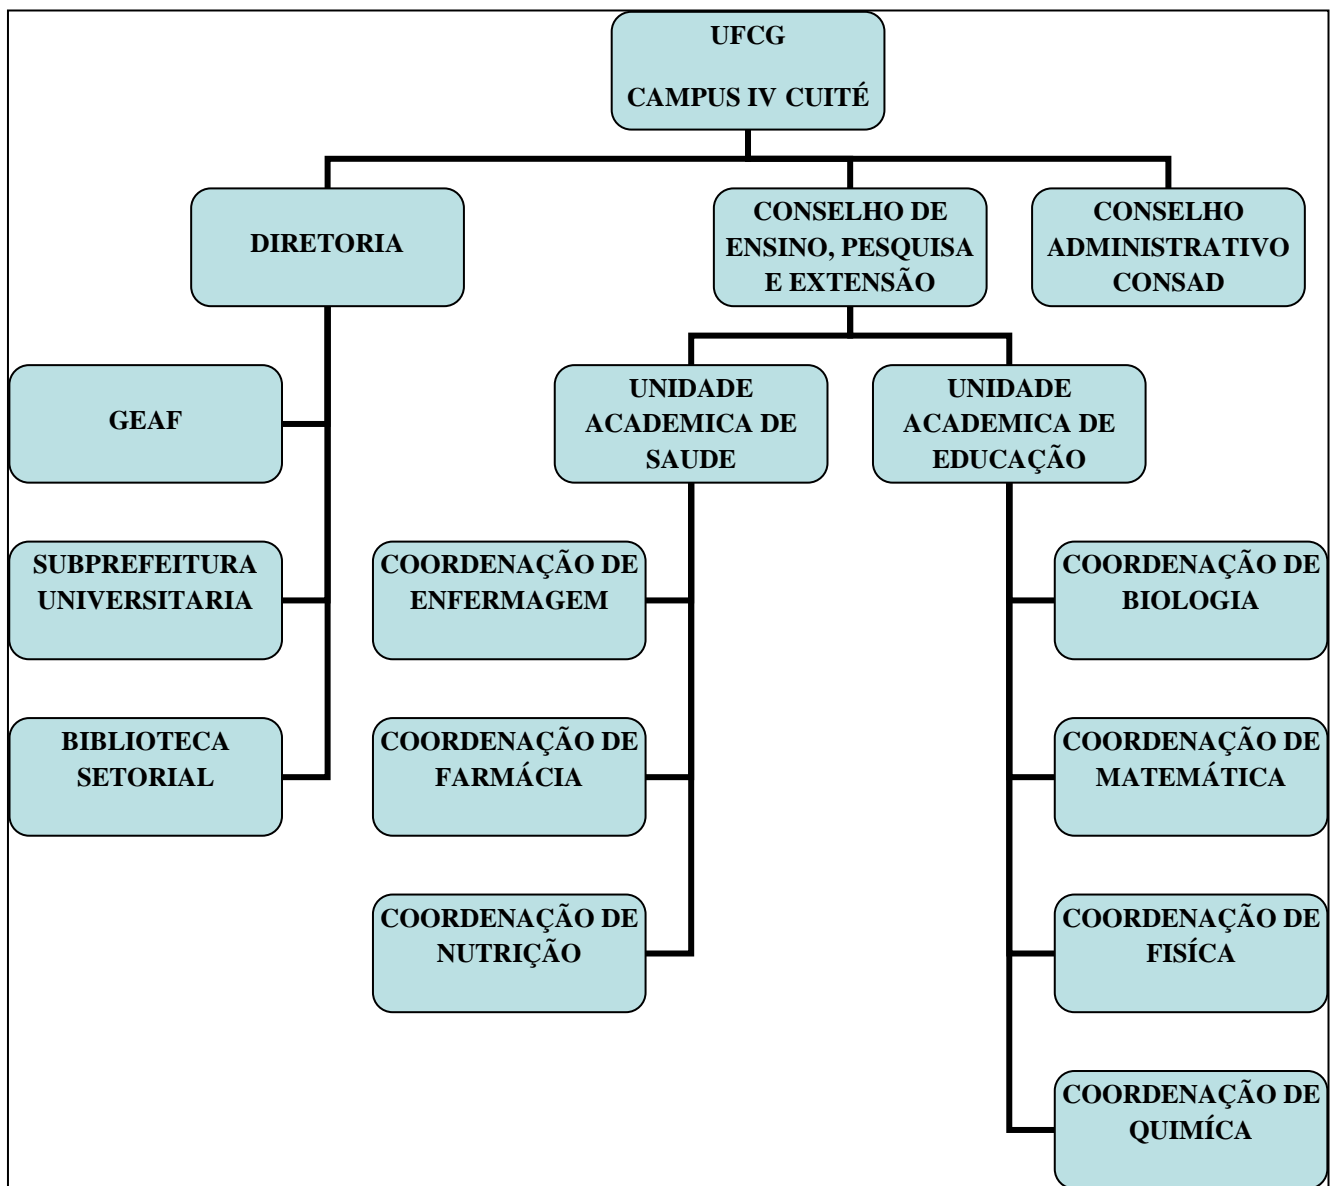 UFCG
CAMPUS IV CUITÉ
DIRETORIA
CONSELHO DE
ENSINO, PESQUISA
E EXTENSÃO
CONSELHO
ADMINISTRATIVO
CONSAD
GEAF
UNIDADE
ACADEMICA DE
SAUDE
UNIDADE
ACADEMICA DE
EDUCAÇÃO
SUBPREFEITURA
UNIVERSITARIA
COORDENAÇÃO DE
ENFERMAGEM
COORDENAÇÃO DE
BIOLOGIA
BIBLIOTECA
SETORIAL
COORDENAÇÃO DE
FARMÁCIA
COORDENAÇÃO DE
MATEMÁTICA
COORDENAÇÃO DE
NUTRIÇÃO
COORDENAÇÃO DE
FISÍCA
COORDENAÇÃO DE
QUIMÍCA